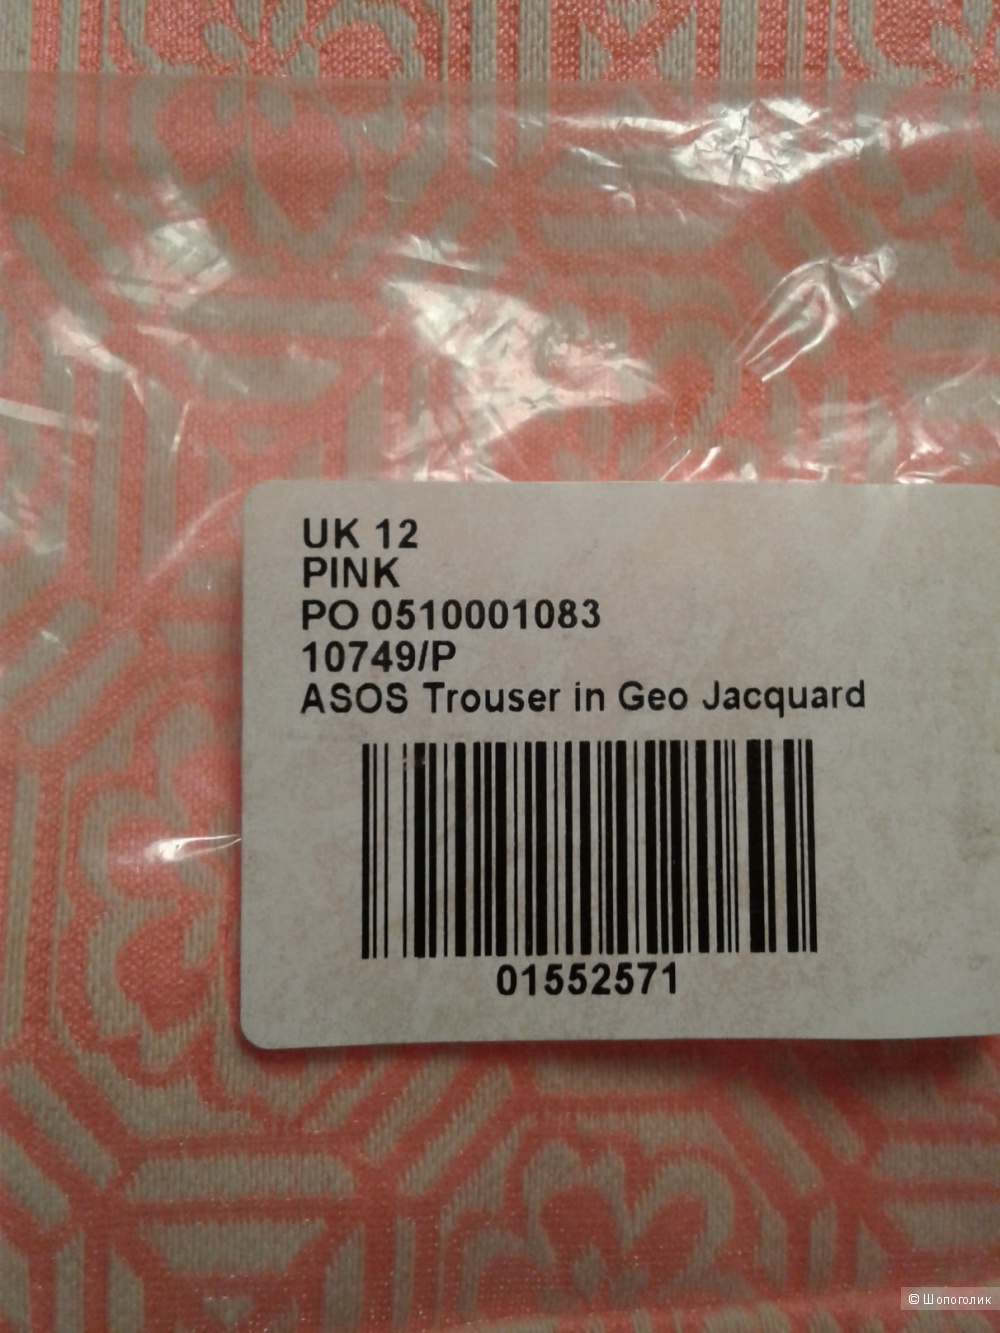 UK 12
PINK
PO 0510001083
10749/P
ASOS Trouser in Geo Jacquard
01552571
© Шопоголик